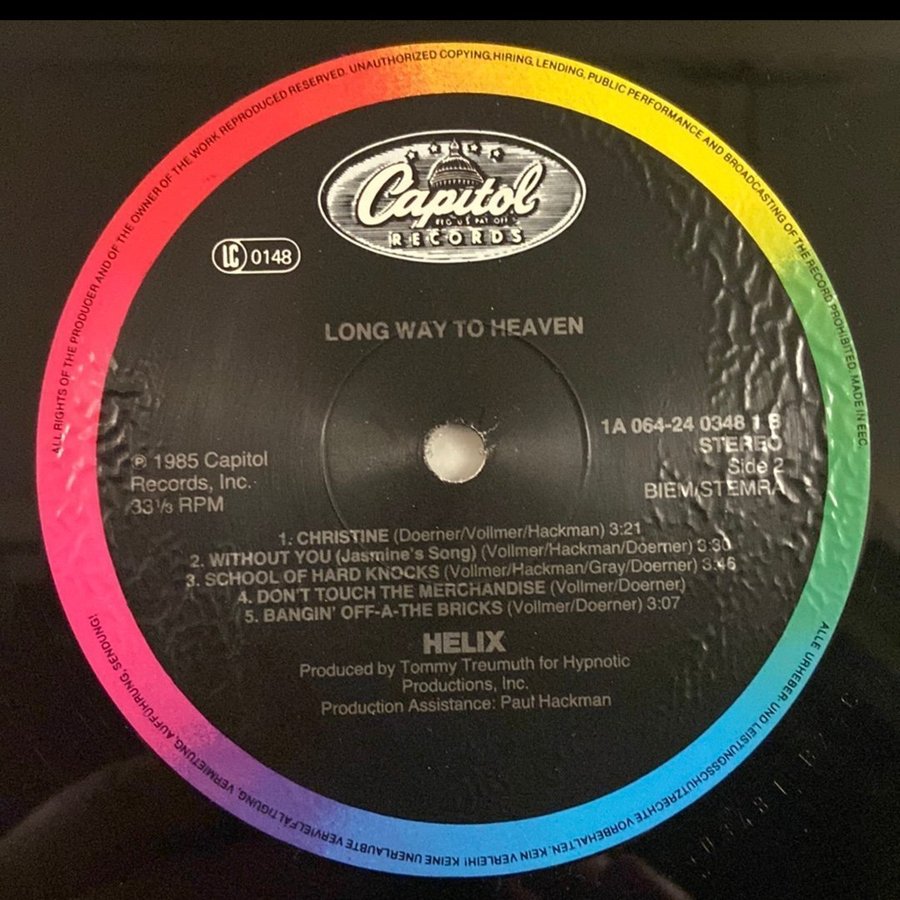 ALL RIGHTS OF THE PRODUCER AND OF THE OWNER OF THE WORK REPRODUCED RESERVED. UNAUTHORIZED COPYING, HIRING, LENDING, PUBLIC PERFORMANCE AND BROADCASTING OF THE RECORD PROHIBITED. MADE IN EEC.
Capitol
REG U S PAT OFF
RECORDS
LC 0148
LONG WAY TO HEAVEN
1A 064-24 0348 1 B
STEREO
Side 2
BIEM/STEMRA
℗ 1985 Capitol
Records, Inc.
33⅓ RPM
1. CHRISTINE (Doerner/Vollmer/Hackman) 3:21
2. WITHOUT YOU (Jasmine's Song) (Vollmer/Hackman/Doerner) 3:30
3. SCHOOL OF HARD KNOCKS (Vollmer/Hackman/Gray/Doerner) 3:46
4. DON'T TOUCH THE MERCHANDISE (Vollmer/Doerner)
5. BANGIN' OFF-A-THE BRICKS (Vollmer/Doerner) 3:07
HELIX
Produced by Tommy Treumuth for Hypnotic
Productions, Inc.
Production Assistance: Paul Hackman
ALLE URHEBER- UND LEISTUNGSSCHUTZRECHTE VORBEHALTEN. KEIN VERLEIH! KEINE UNERLAUBTE VERVIELFÄLTIGUNG, VERMIETUNG, AUFFÜHRUNG, SENDUNG!